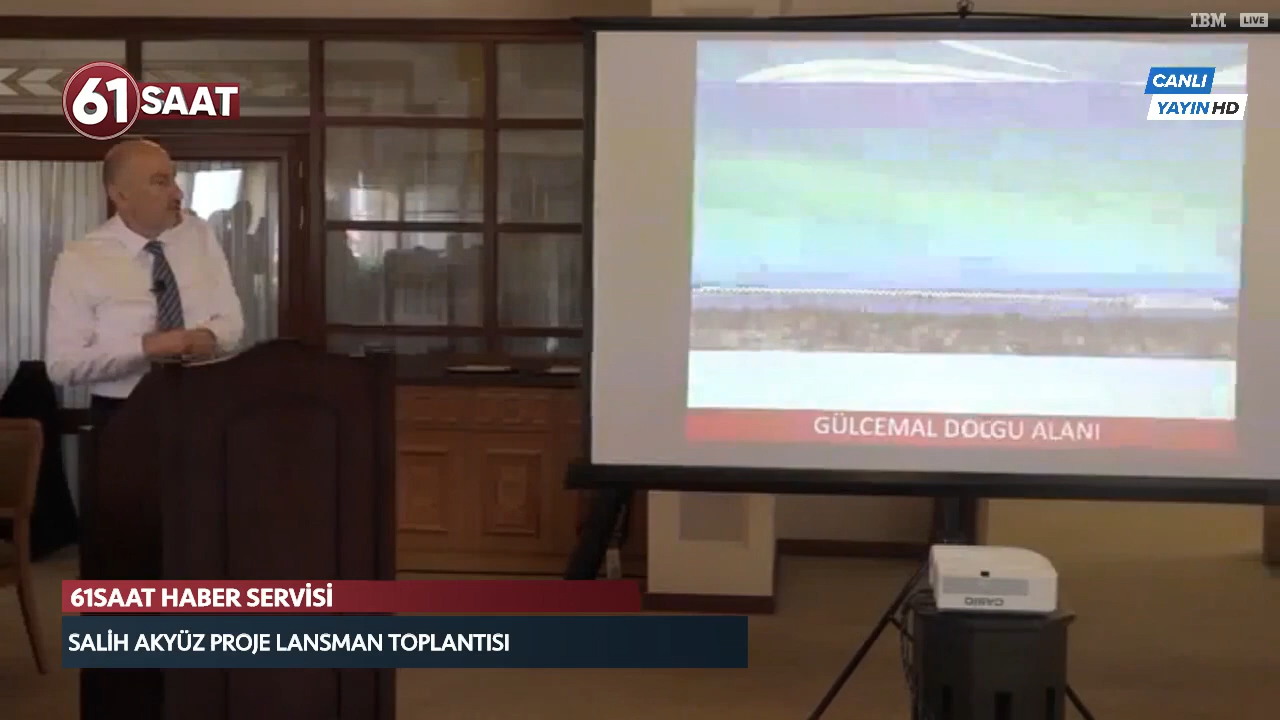 IBM LIVE
61SAAT
CANLI
YAYIN HD
GÜLCEMAL DOLGU ALANI
CASIO
61SAAT HABER SERVİSİ
SALİH AKYÜZ PROJE LANSMAN TOPLANTISI